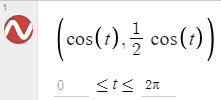 1
(cos(t), 1/2 cos(t))
0 ≤ t ≤ 2π